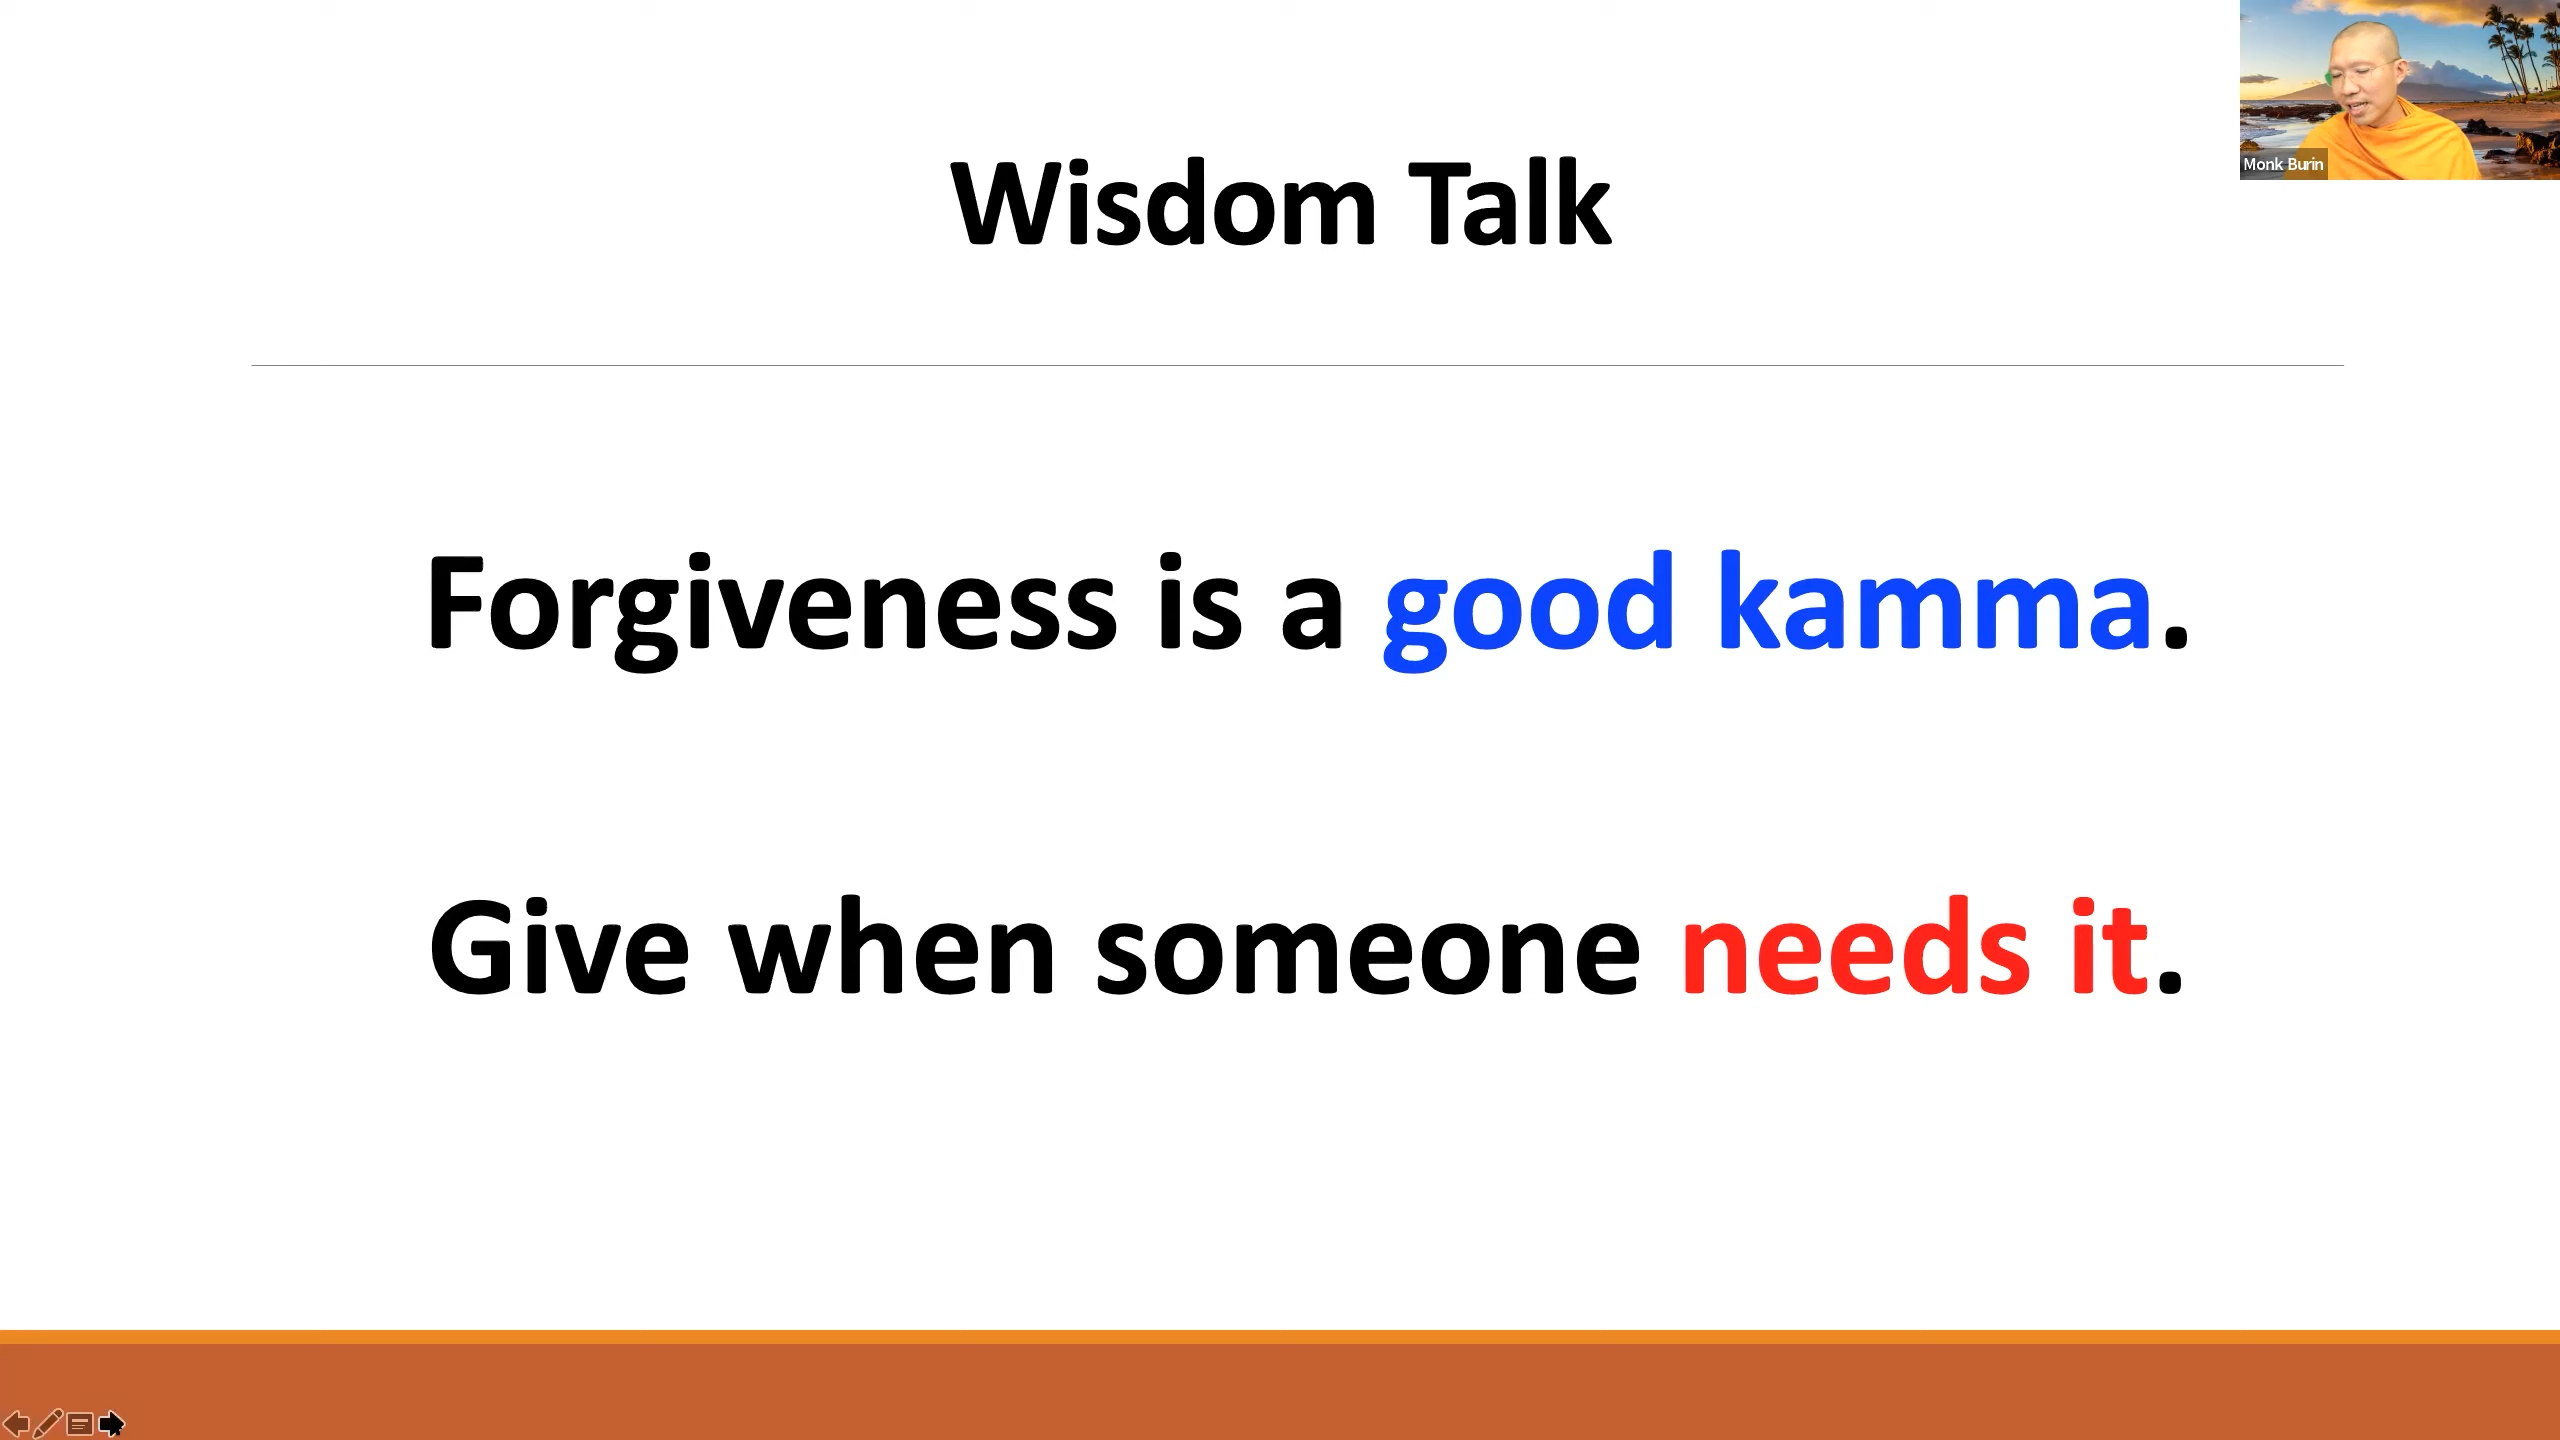 Wisdom Talk
Monk Burin
Forgiveness is a good kamma.
Give when someone needs it.